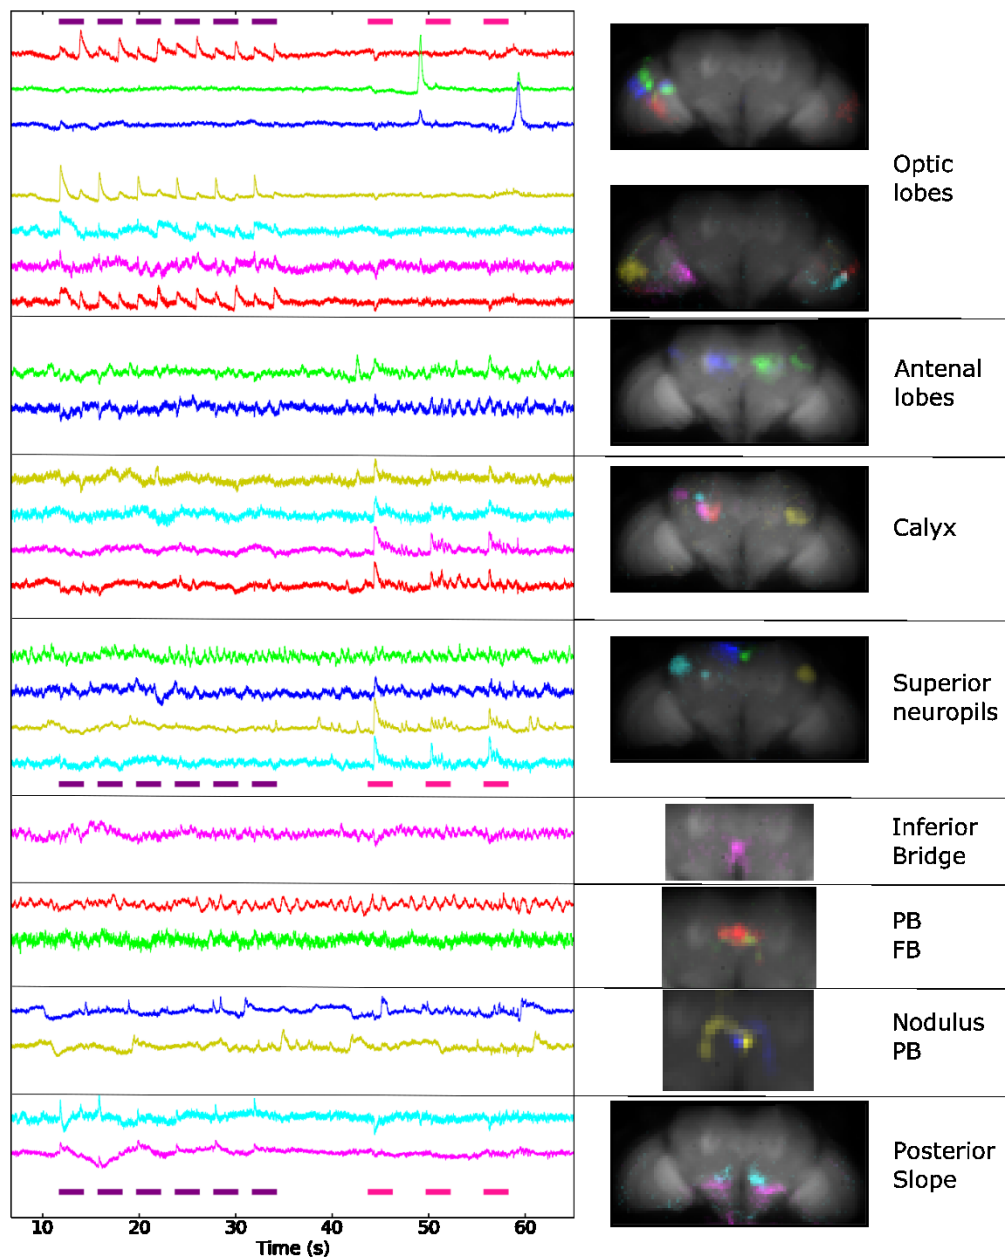 Optic
lobes
Antenal
lobes
Calyx
Superior
neuropils
Inferior
Bridge
PB
FB
Nodulus
PB
Posterior
Slope
10 20 30 40 50 60
Time (s)